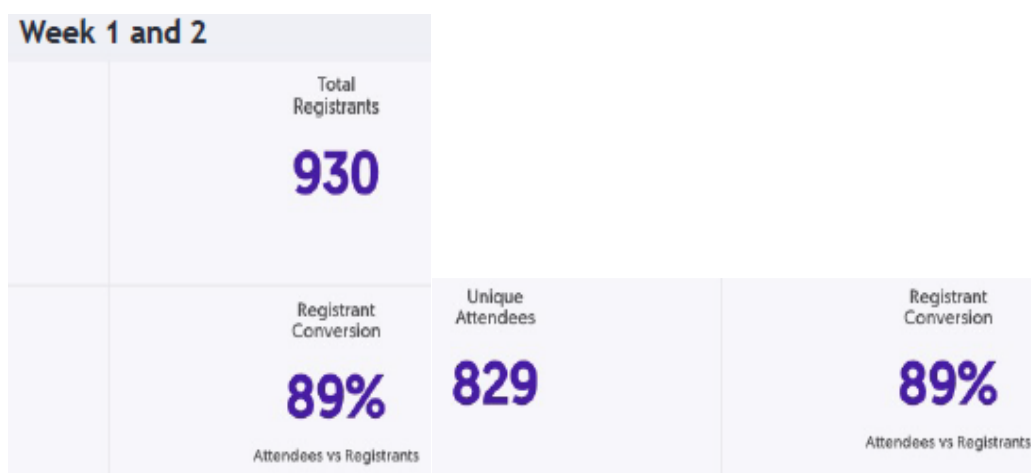 Week 1 and 2
Total
Registrants
930
Registrant
Conversion
89%
Attendees vs Registrants
Unique
Attendees
829
Registrant
Conversion
89%
Attendees vs Registrants